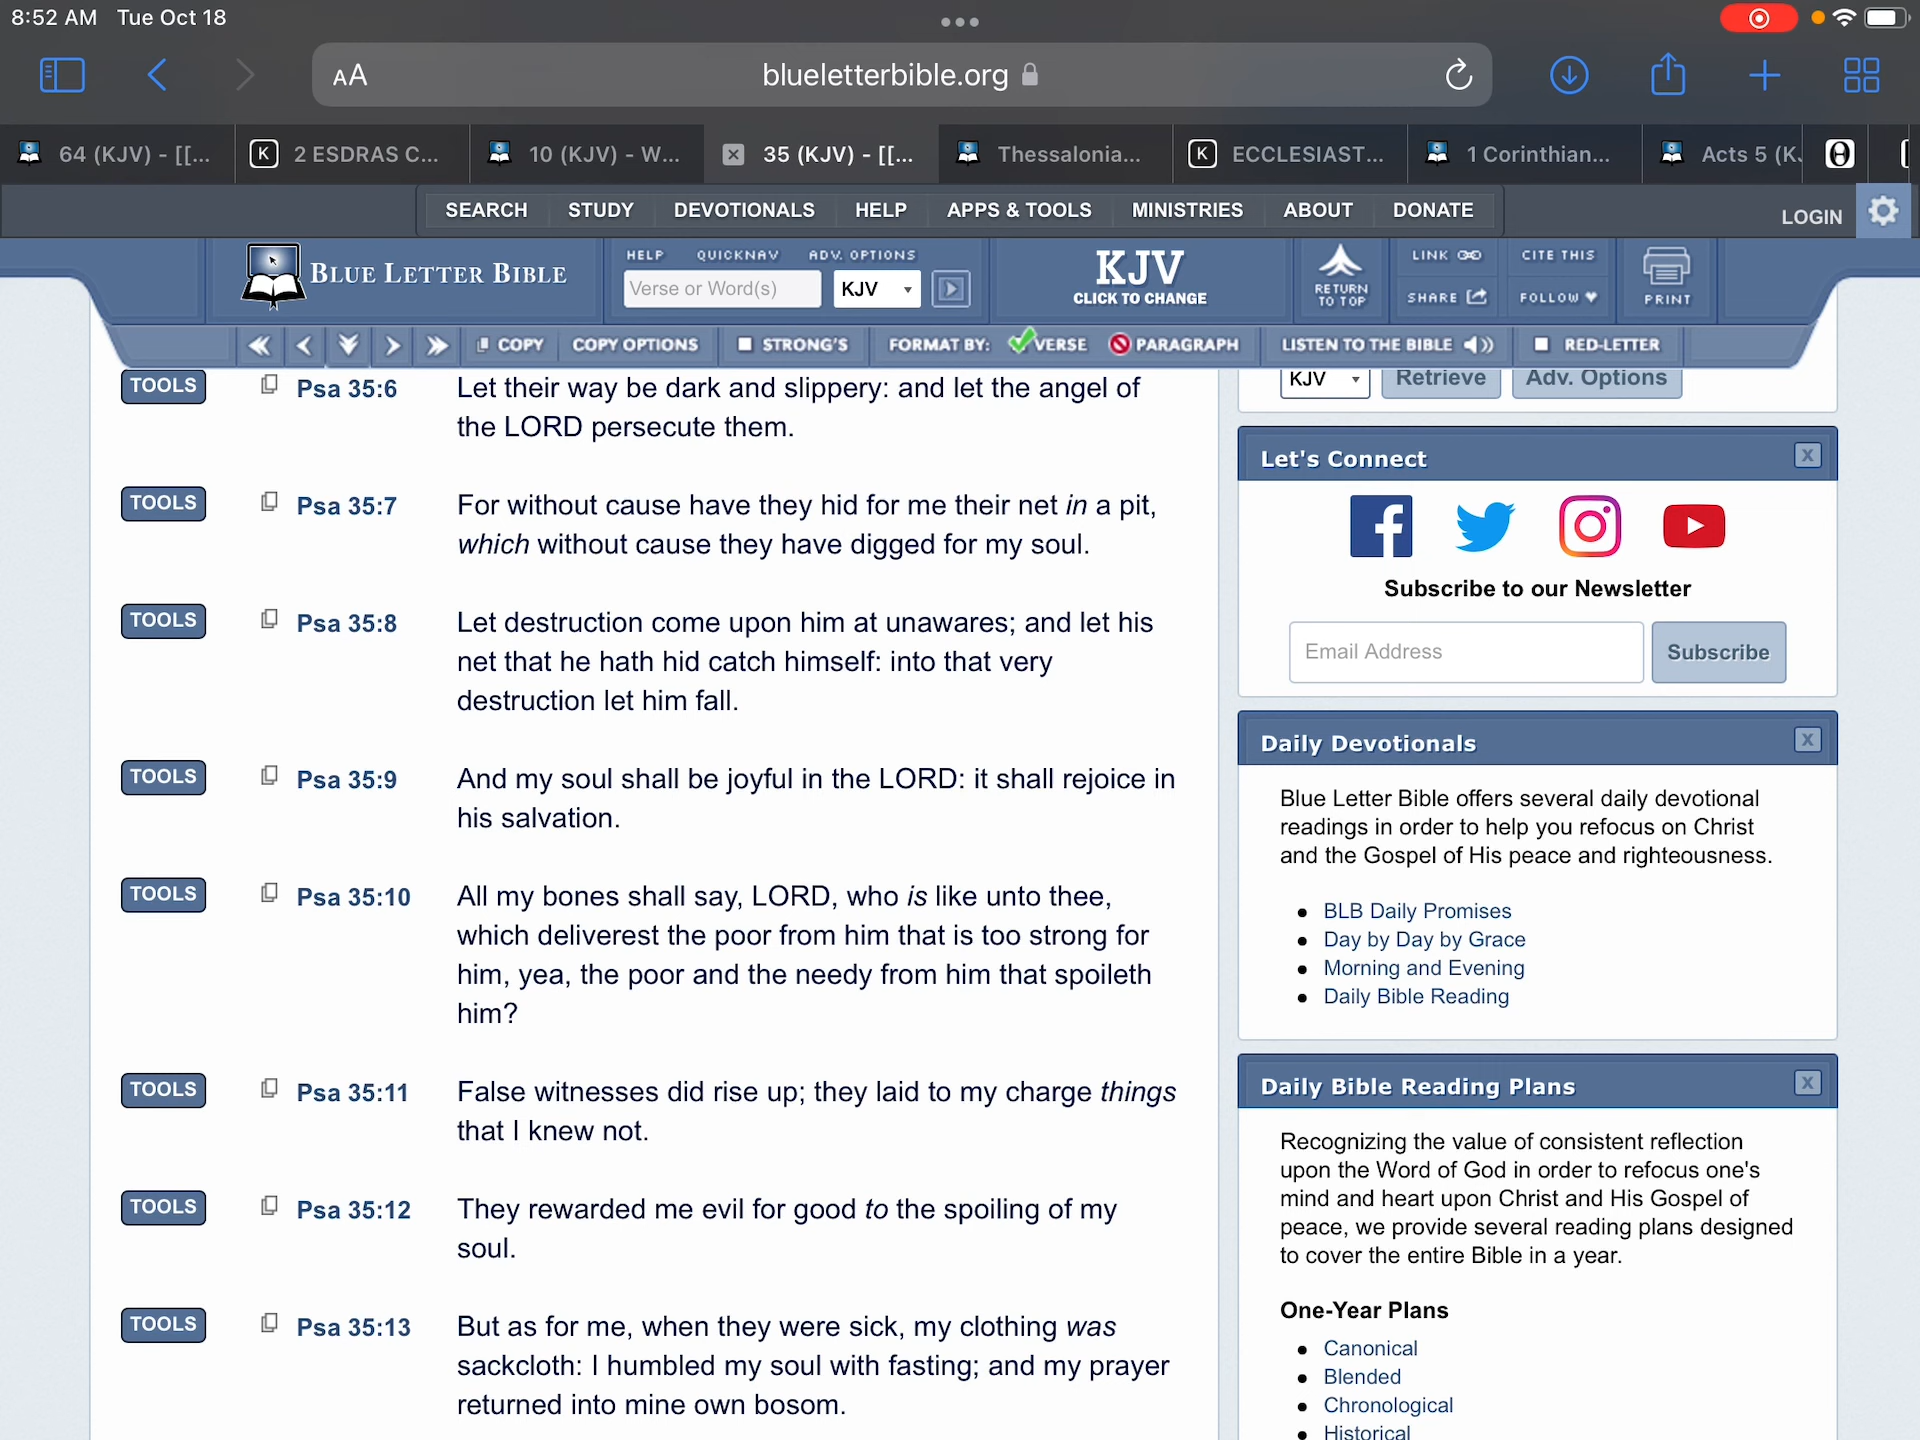 8:52 AM Tue Oct 18
AA
blueletterbible.org
64 (KJV) - [[...
2 ESDRAS C...
10 (KJV) - W...
35 (KJV) - [[...
Thessalonia...
ECCLESIAST...
1 Corinthian...
Acts 5 (K
SEARCH STUDY DEVOTIONALS HELP APPS & TOOLS MINISTRIES ABOUT DONATE
LOGIN
BLUE LETTER BIBLE
HELP QUICKNAV ADV. OPTIONS
Verse or Word(s)
KJV
KJV
CLICK TO CHANGE
RETURN
TO TOP
LINK
CITE THIS
SHARE
FOLLOW
PRINT
COPY
COPY OPTIONS
STRONG'S
FORMAT BY: VERSE PARAGRAPH
LISTEN TO THE BIBLE
RED-LETTER
TOOLS Psa 35:6 Let their way be dark and slippery: and let the angel of
the LORD persecute them.
TOOLS Psa 35:7 For without cause have they hid for me their net in a pit,
which without cause they have digged for my soul.
TOOLS Psa 35:8 Let destruction come upon him at unawares; and let his
net that he hath hid catch himself: into that very
destruction let him fall.
TOOLS Psa 35:9 And my soul shall be joyful in the LORD: it shall rejoice in
his salvation.
TOOLS Psa 35:10 All my bones shall say, LORD, who is like unto thee,
which deliverest the poor from him that is too strong for
him, yea, the poor and the needy from him that spoileth
him?
TOOLS Psa 35:11 False witnesses did rise up; they laid to my charge things
that I knew not.
TOOLS Psa 35:12 They rewarded me evil for good to the spoiling of my
soul.
TOOLS Psa 35:13 But as for me, when they were sick, my clothing was
sackcloth: I humbled my soul with fasting; and my prayer
returned into mine own bosom.
KJV Retrieve Adv. Options
Let's Connect
X
Subscribe to our Newsletter
Email Address
Subscribe
Daily Devotionals
X
Blue Letter Bible offers several daily devotional
readings in order to help you refocus on Christ
and the Gospel of His peace and righteousness.
• BLB Daily Promises
• Day by Day by Grace
• Morning and Evening
• Daily Bible Reading
Daily Bible Reading Plans
X
Recognizing the value of consistent reflection
upon the Word of God in order to refocus one's
mind and heart upon Christ and His Gospel of
peace, we provide several reading plans designed
to cover the entire Bible in a year.
One-Year Plans
• Canonical
• Blended
• Chronological
• Historical